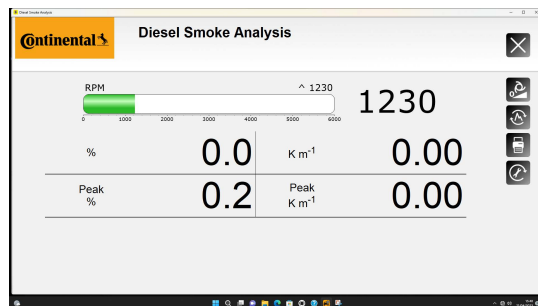 Diesel Smoke Analysis
Continental
Diesel Smoke Analysis
RPM
^ 1230
1230
0 1000 2000 3000 4000 5000 6000
% 0.0 K m-1 0.00
Peak % 0.2 Peak K m-1 0.00